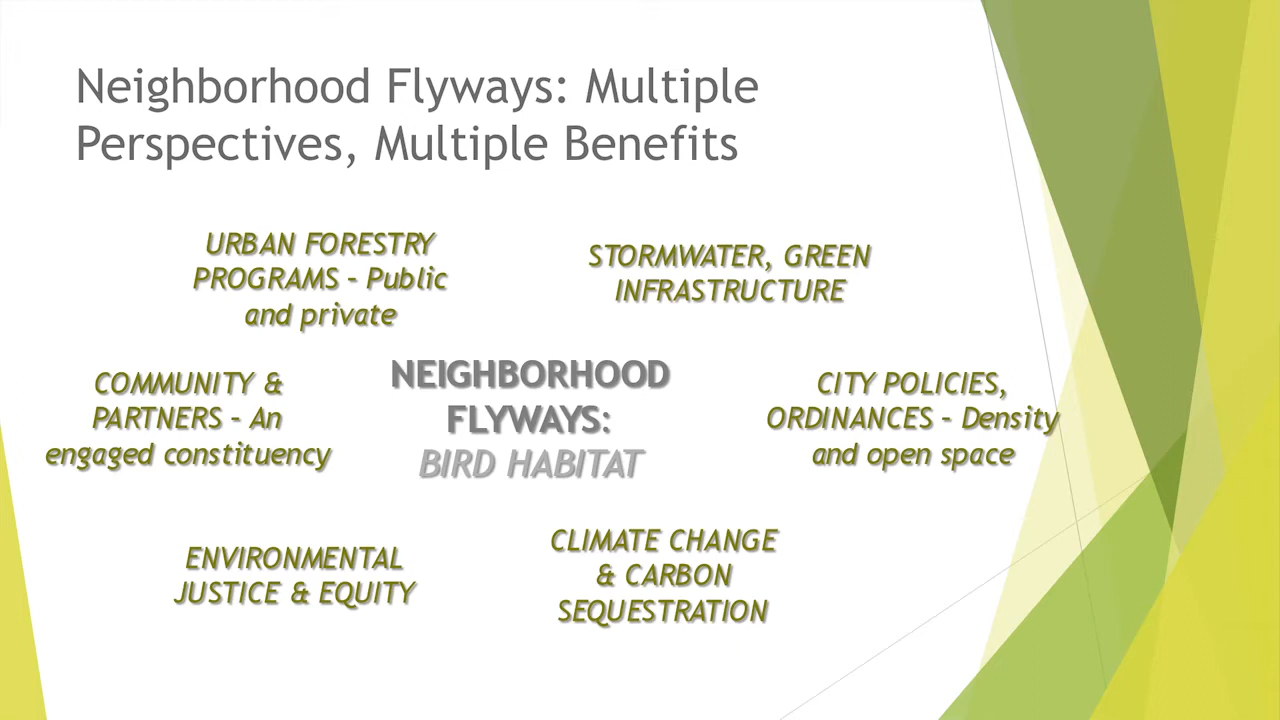 Neighborhood Flyways: Multiple
Perspectives, Multiple Benefits
URBAN FORESTRY
PROGRAMS – Public
and private
STORMWATER, GREEN
INFRASTRUCTURE
COMMUNITY &
PARTNERS – An
engaged constituency
NEIGHBORHOOD
FLYWAYS:
BIRD HABITAT
CITY POLICIES,
ORDINANCES – Density
and open space
ENVIRONMENTAL
JUSTICE & EQUITY
CLIMATE CHANGE
& CARBON
SEQUESTRATION